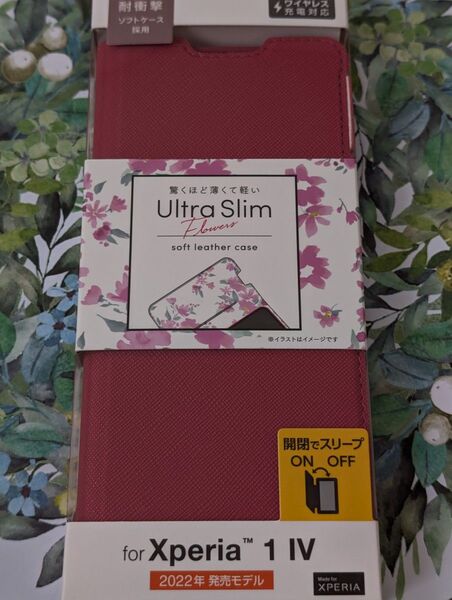 耐衝撃
ソフトケース
採用
ワイヤレス
充電対応
驚くほど薄くて軽い
Ultra Slim
Flowers
soft leather case
※イラストはイメージです
開閉でスリープ
ON OFF
for Xperia™ 1 IV
2022年 発売モデル
Made for
XPERIA